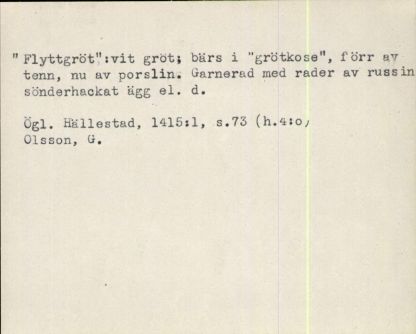 "Flyttgröt":vit gröt; bärs i "grötkose", förr av
tenn, nu av porslin. Garnerad med rader av russin
sönderhackat ägg el. d.
Ögl. Hällestad, 1415:1, s.73 (h.4:o)
Olsson, G.